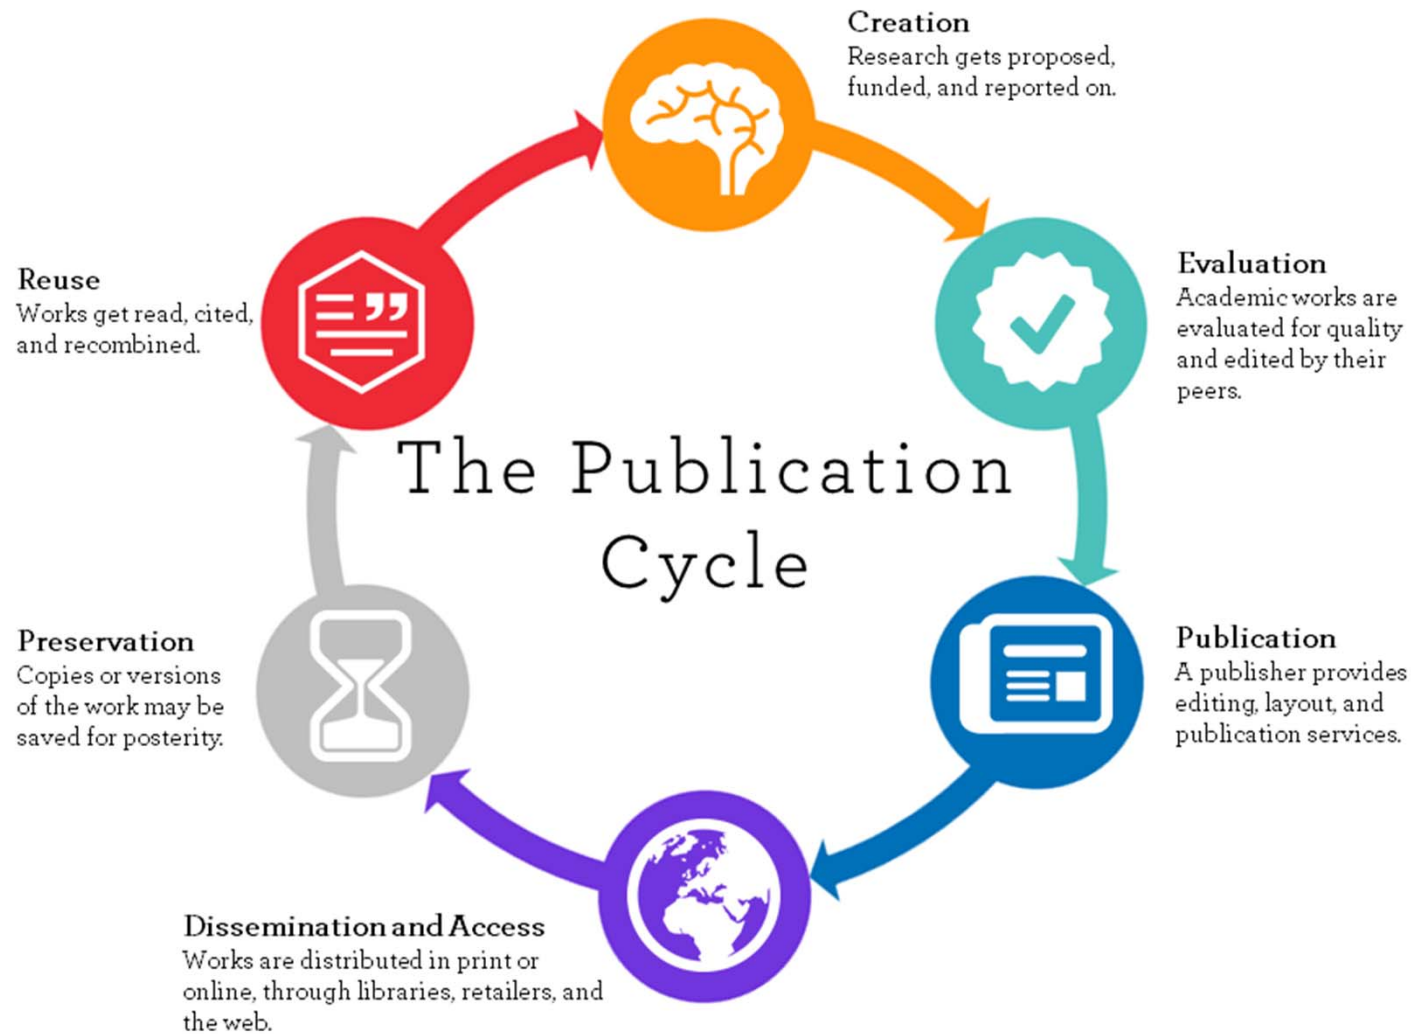 Creation
Research gets proposed,
funded, and reported on.
Evaluation
Academic works are
evaluated for quality
and edited by their
peers.
Publication
A publisher provides
editing, layout, and
publication services.
Dissemination and Access
Works are distributed in print or
online, through libraries, retailers, and
the web.
Preservation
Copies or versions
of the work may be
saved for posterity.
Reuse
Works get read, cited,
and recombined.
The Publication
Cycle